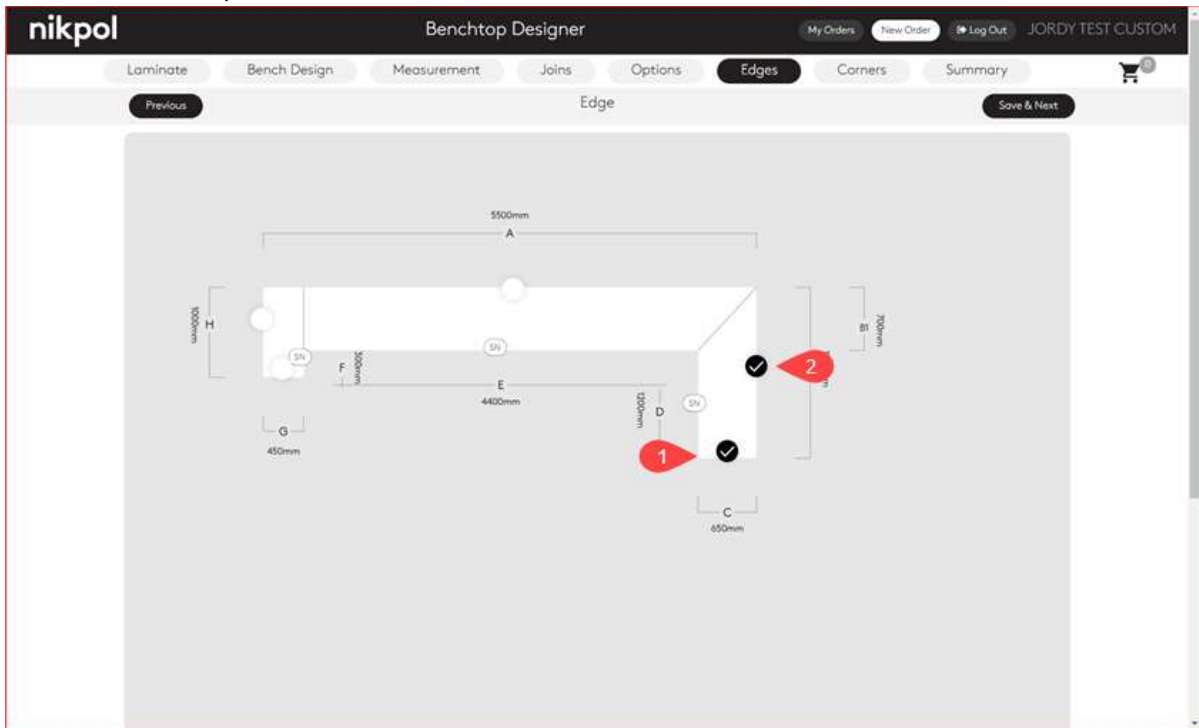 nikpol
Benchtop Designer
My Orders
New Order
Log Out
JORDY TEST CUSTOM
Laminate
Bench Design
Measurement
Joins
Options
Edges
Corners
Summary
0
Previous
Edge
Save & Next
5500mm
A
1000mm
H
B1
700mm
SN
SN
F
300mm
2
E
4400mm
1200mm
D
SN
G
450mm
1
C
650mm